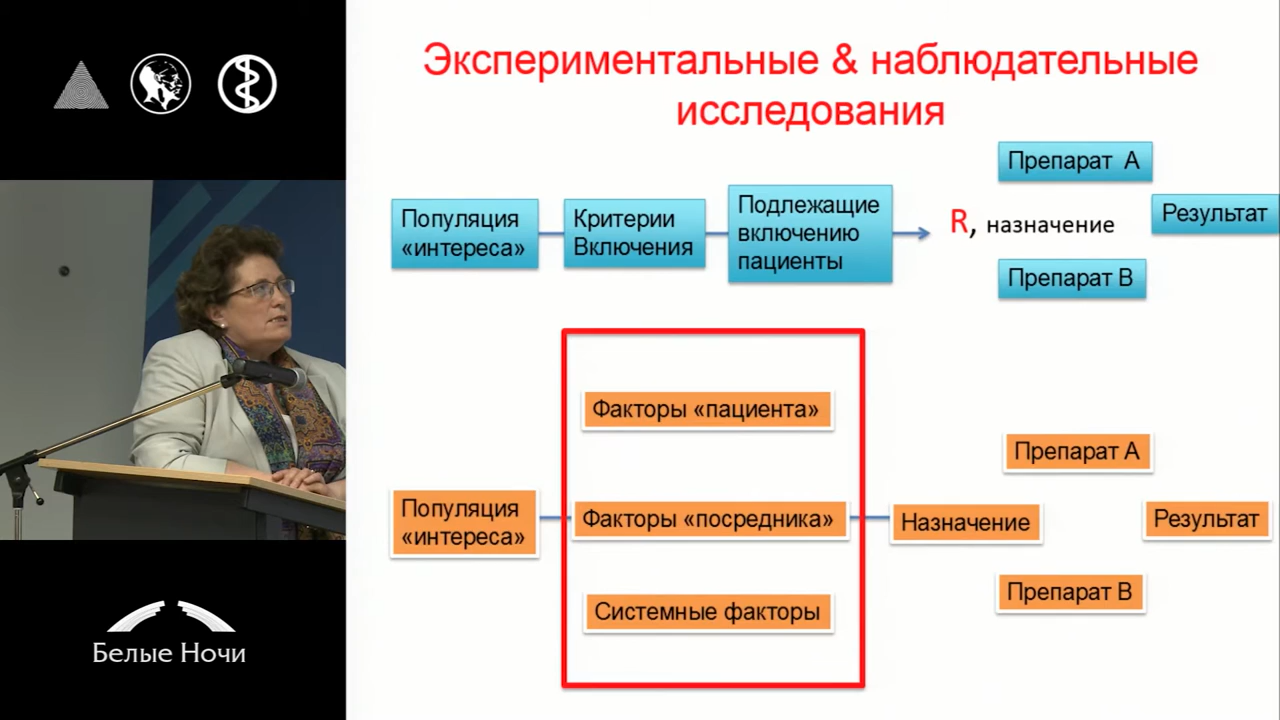 Экспериментальные & наблюдательные
исследования
Популяция
«интереса»
Критерии
Включения
Подлежащие
включению
пациенты
R, назначение
Препарат А
Препарат В
Результат
Факторы «пациента»
Популяция
«интереса»
Факторы «посредника»
Системные факторы
Назначение
Препарат А
Препарат В
Результат
Белые Ночи